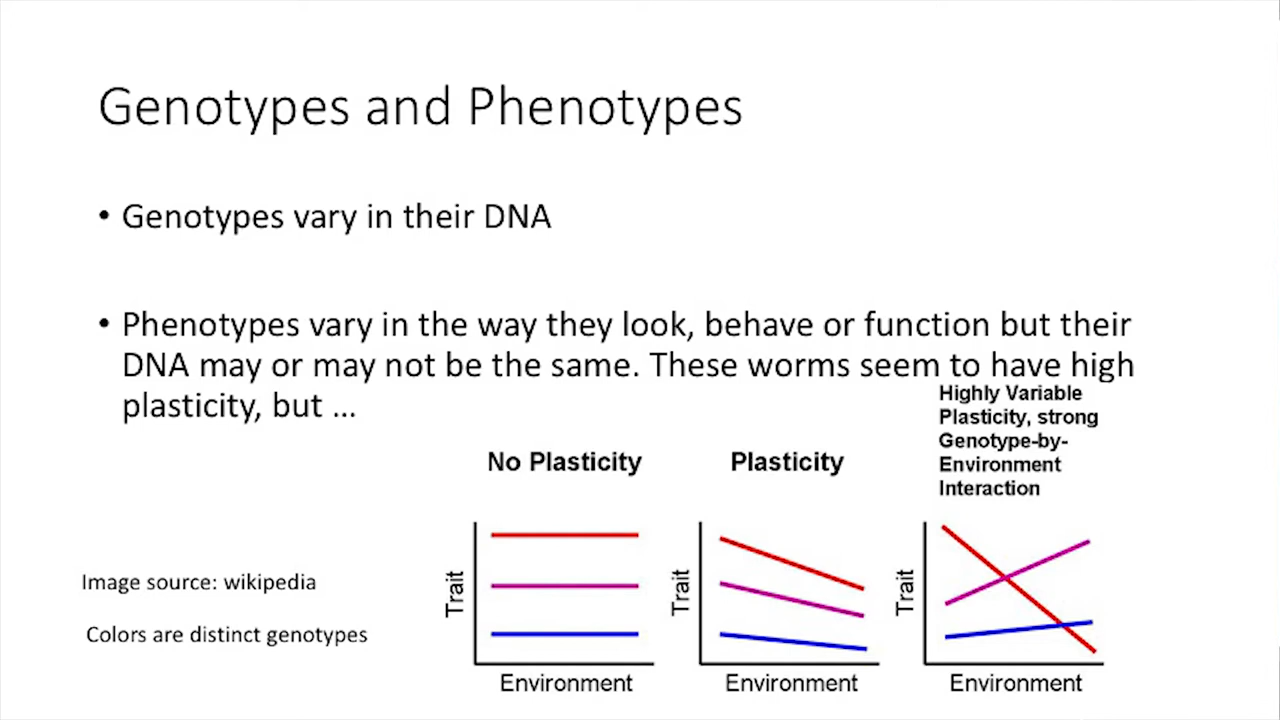 Genotypes and Phenotypes
• Genotypes vary in their DNA
• Phenotypes vary in the way they look, behave or function but their
DNA may or may not be the same. These worms seem to have high
plasticity, but ...
Highly Variable
Plasticity, strong
Genotype-by-
Environment
Interaction
No Plasticity
Plasticity
Image source: wikipedia
Colors are distinct genotypes
Trait
Environment
Trait
Environment
Trait
Environment